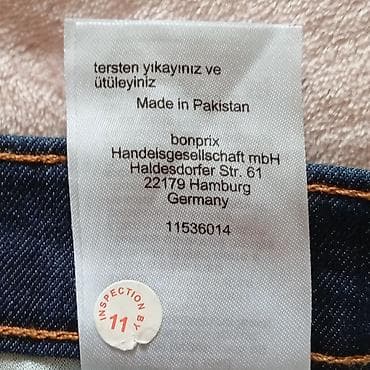 tersten yıkayınız ve
ütüleyiniz
Made in Pakistan
bonprix
Handelsgesellschaft mbH
Haldesdorfer Str. 61
22179 Hamburg
Germany
11536014
INSPECTION BY
11